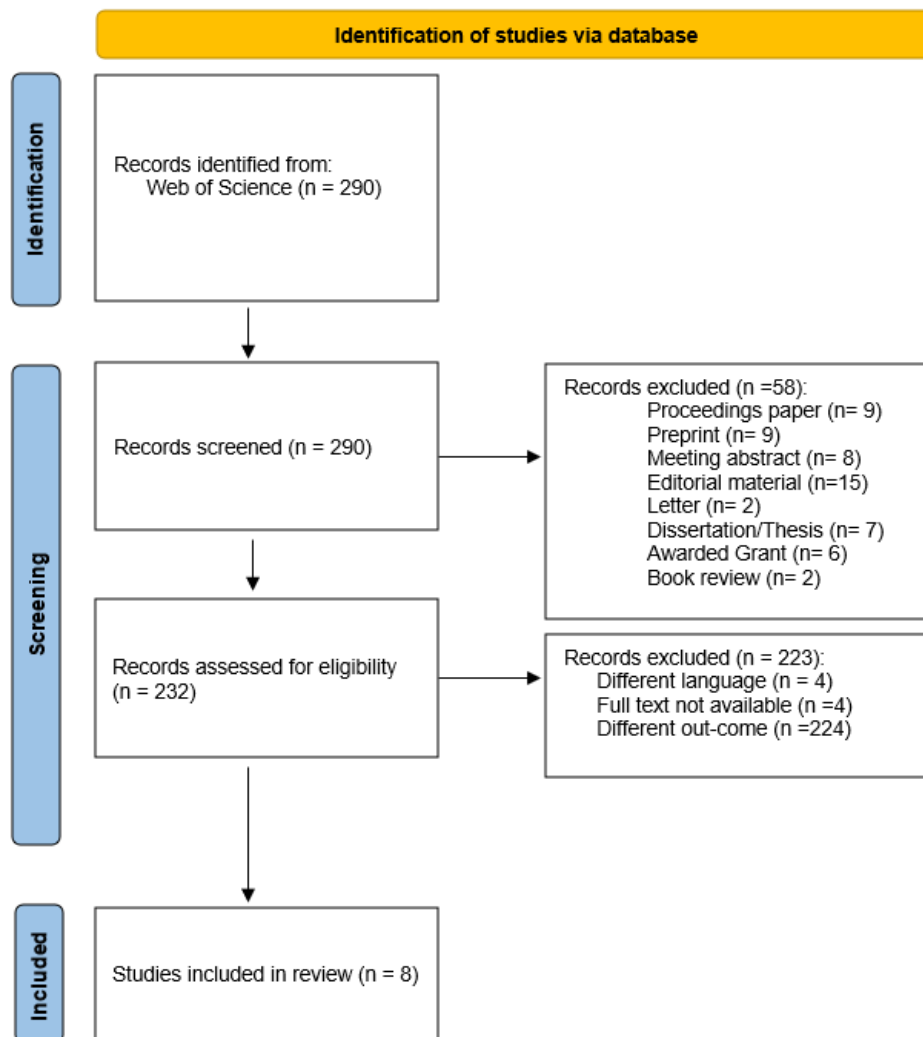 Identification of studies via database
Identification
Records identified from:
Web of Science (n = 290)
Screening
Records screened (n = 290)
Records excluded (n =58):
Proceedings paper (n= 9)
Preprint (n= 9)
Meeting abstract (n= 8)
Editorial material (n=15)
Letter (n= 2)
Dissertation/Thesis (n= 7)
Awarded Grant (n= 6)
Book review (n= 2)
Records assessed for eligibility
(n = 232)
Records excluded (n = 223):
Different language (n = 4)
Full text not available (n =4)
Different out-come (n =224)
Included
Studies included in review (n = 8)